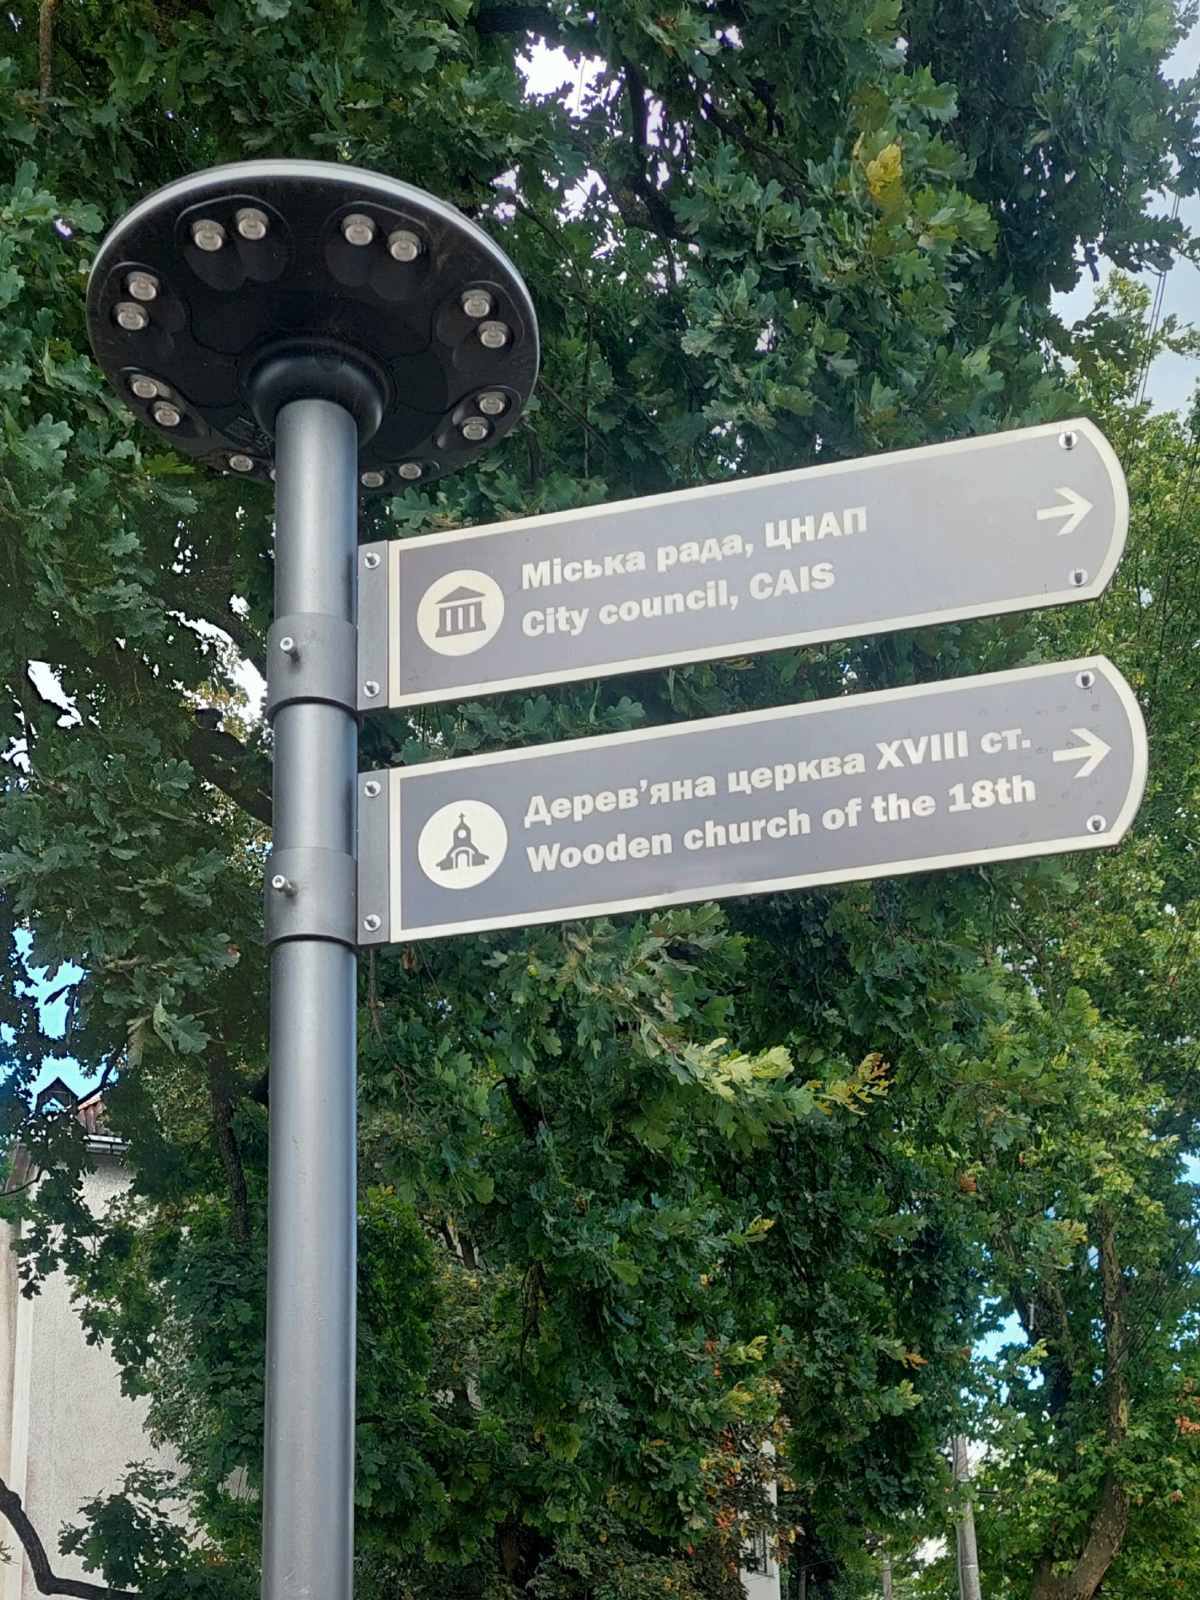 Міська рада, ЦНАП
City council, CAIS
Дерев’яна церква XVIII ст.
Wooden church of the 18th